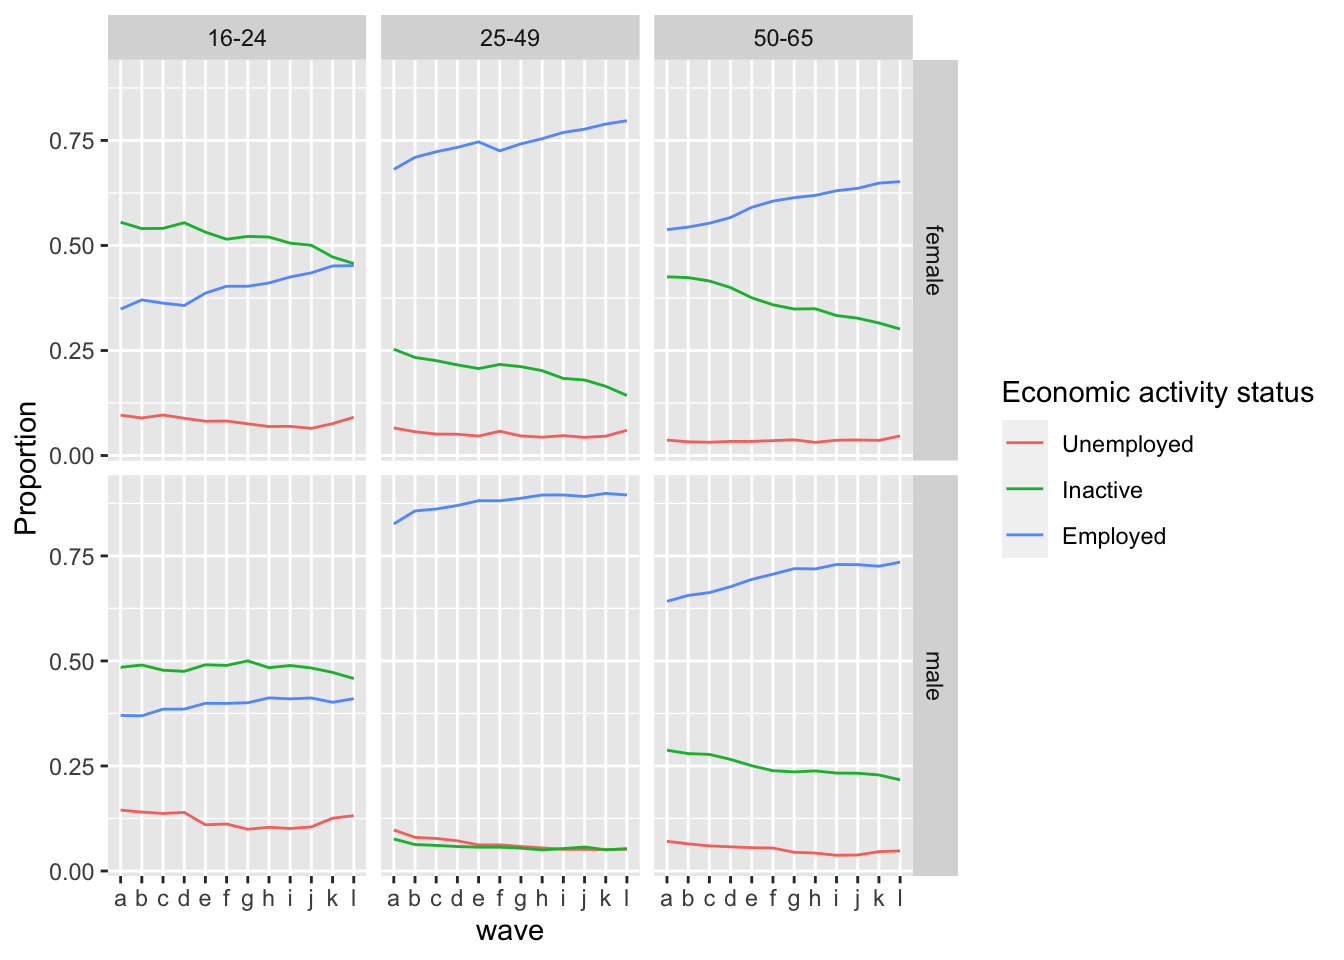 16-24 25-49 50-65
0.75
0.50
0.25
0.00
female
0.75
0.50
0.25
0.00
male
Proportion
a b c d e f g h i j k l a b c d e f g h i j k l a b c d e f g h i j k l
wave
Economic activity status
Unemployed
Inactive
Employed